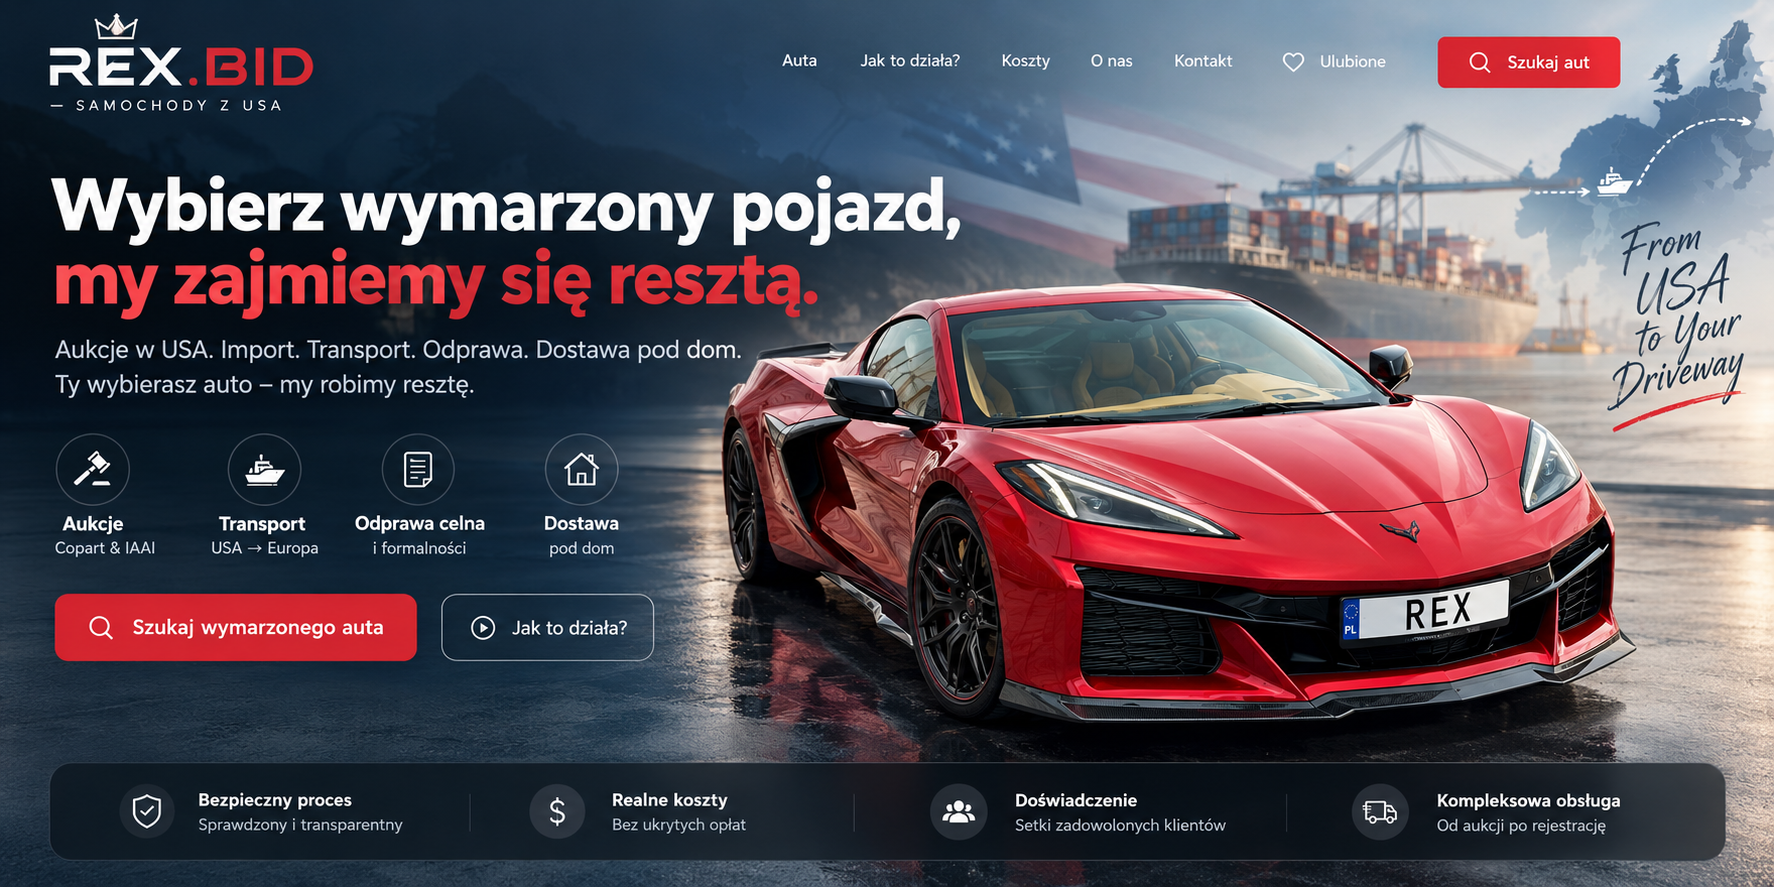 REX.BID
— SAMOCHODY Z USA
Auta
Jak to działa?
Koszty
O nas
Kontakt
Ulubione
Szukaj aut
Wybierz wymarzony pojazd,
my zajmiemy się resztą.
Aukcje w USA. Import. Transport. Odprawa. Dostawa pod dom.
Ty wybierasz auto – my robimy resztę.
Aukcje
Copart & IAAI
Transport
USA → Europa
Odprawa celna
i formalności
Dostawa
pod dom
Szukaj wymarzonego auta
Jak to działa?
From
USA
to Your
Driveway
PL
REX
Bezpieczny proces
Sprawdzony i transparentny
Realne koszty
Bez ukrytych opłat
Doświadczenie
Setki zadowolonych klientów
Kompleksowa obsługa
Od aukcji po rejestrację